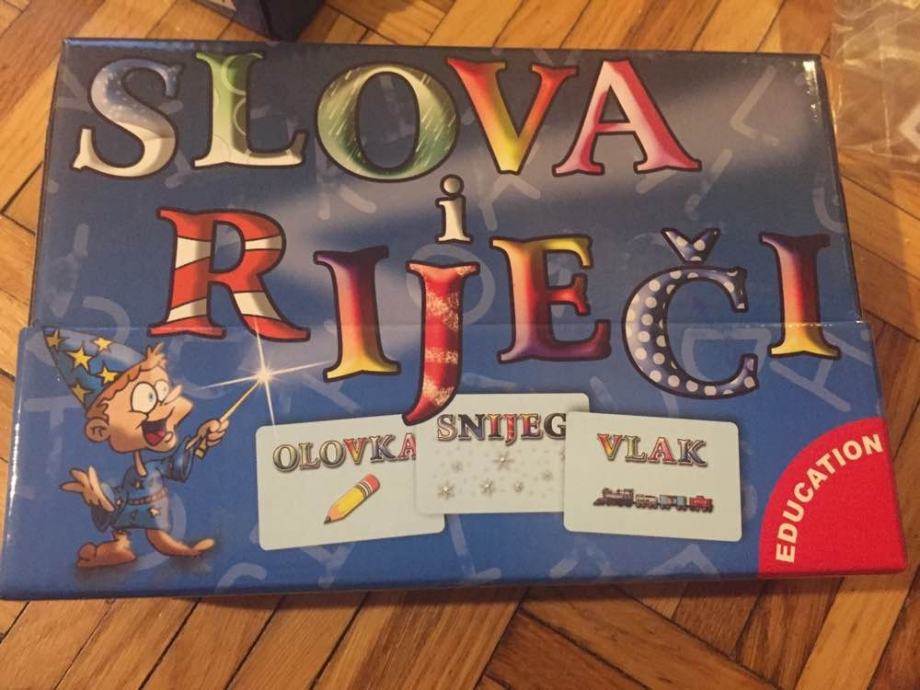 SLOVA
i
RIJEČI
OLOVKA
SNIJEG
VLAK
EDUCATION